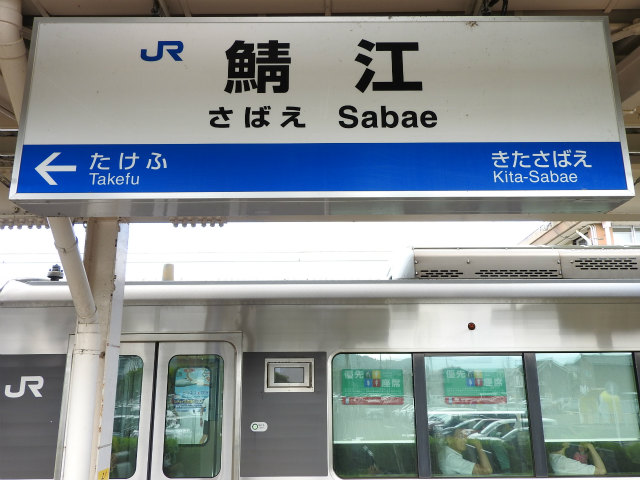 JR 鯖江
さばえ Sabae
← たけふ きたさばえ
Takefu Kita-Sabae
JR
優先 座席
優先 座席